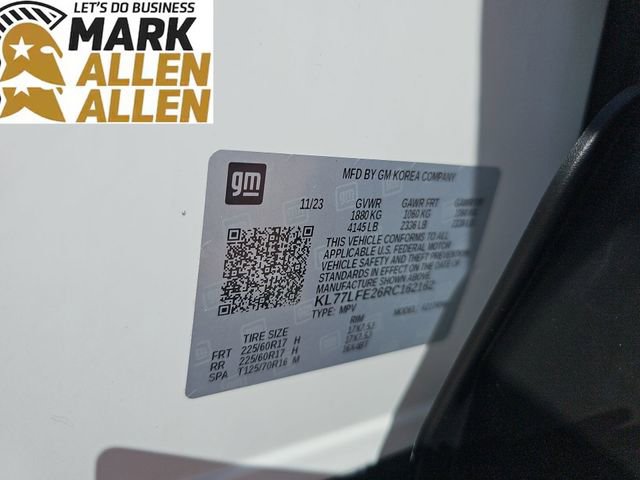 LET'S DO BUSINESS
MARK
ALLEN
ALLEN
gm
MFD BY GM KOREA COMPANY
11/23 GVWR GAWR FRT GAWR
1880 KG 1060 KG
4145 LB 2336 LB
THIS VEHICLE CONFORMS TO ALL
APPLICABLE U.S. FEDERAL MOTOR
VEHICLE SAFETY AND THEFT PREVENTION
STANDARDS IN EFFECT ON THE DATE OF
MANUFACTURE SHOWN ABOVE.
KL77LFE26RC162162
TYPE: MPV
TIRE SIZE RIM
FRT 225/60R17 H 17X7.5J
RR 225/60R17 H 17X7.5J
SPA T125/70R16 M 16X4BT